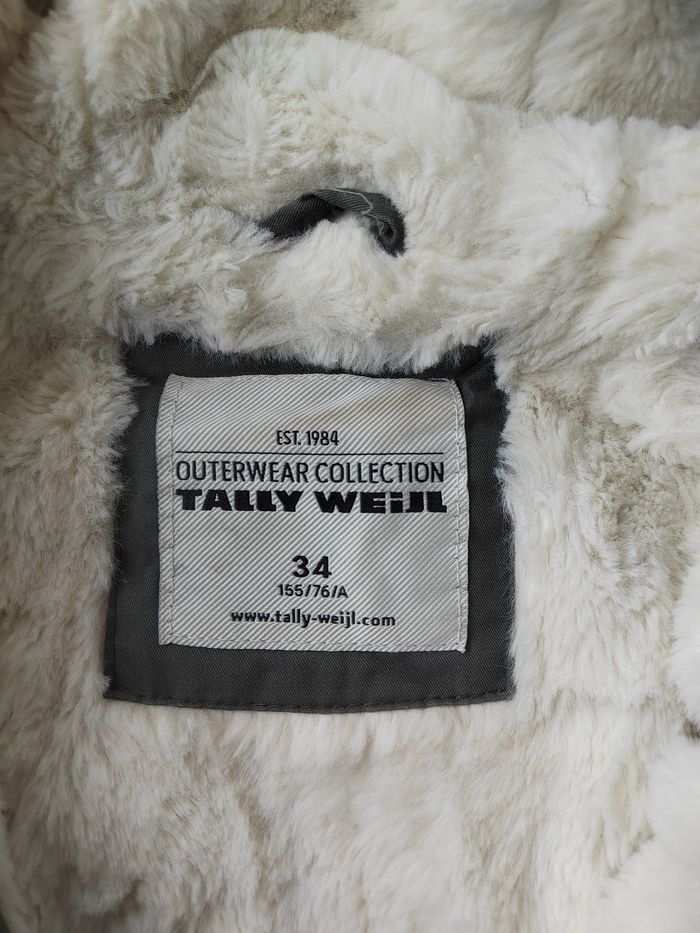 EST. 1984
OUTERWEAR COLLECTION
TALLY WEiJL
34
155/76/A
www.tally-weijl.com